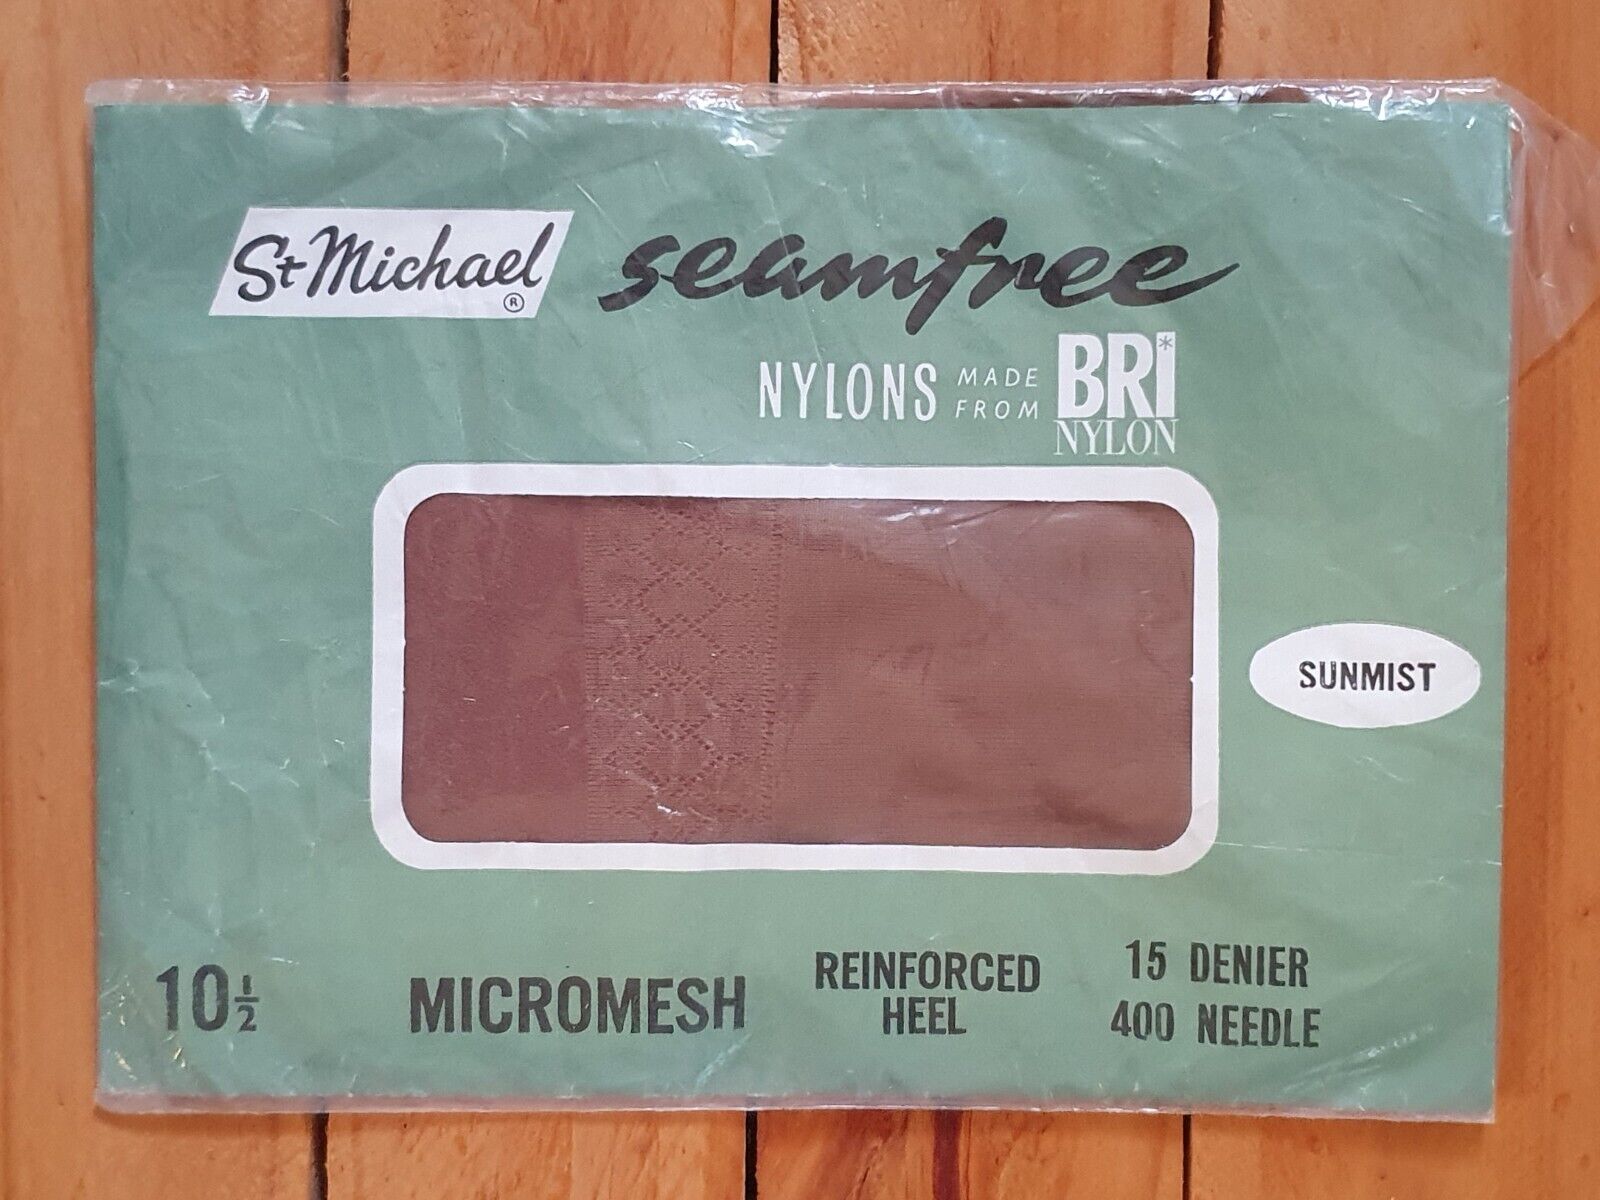 St Michael®
seamfree
NYLONS MADE FROM BRI*
NYLON
SUNMIST
10½
MICROMESH
REINFORCED
HEEL
15 DENIER
400 NEEDLE